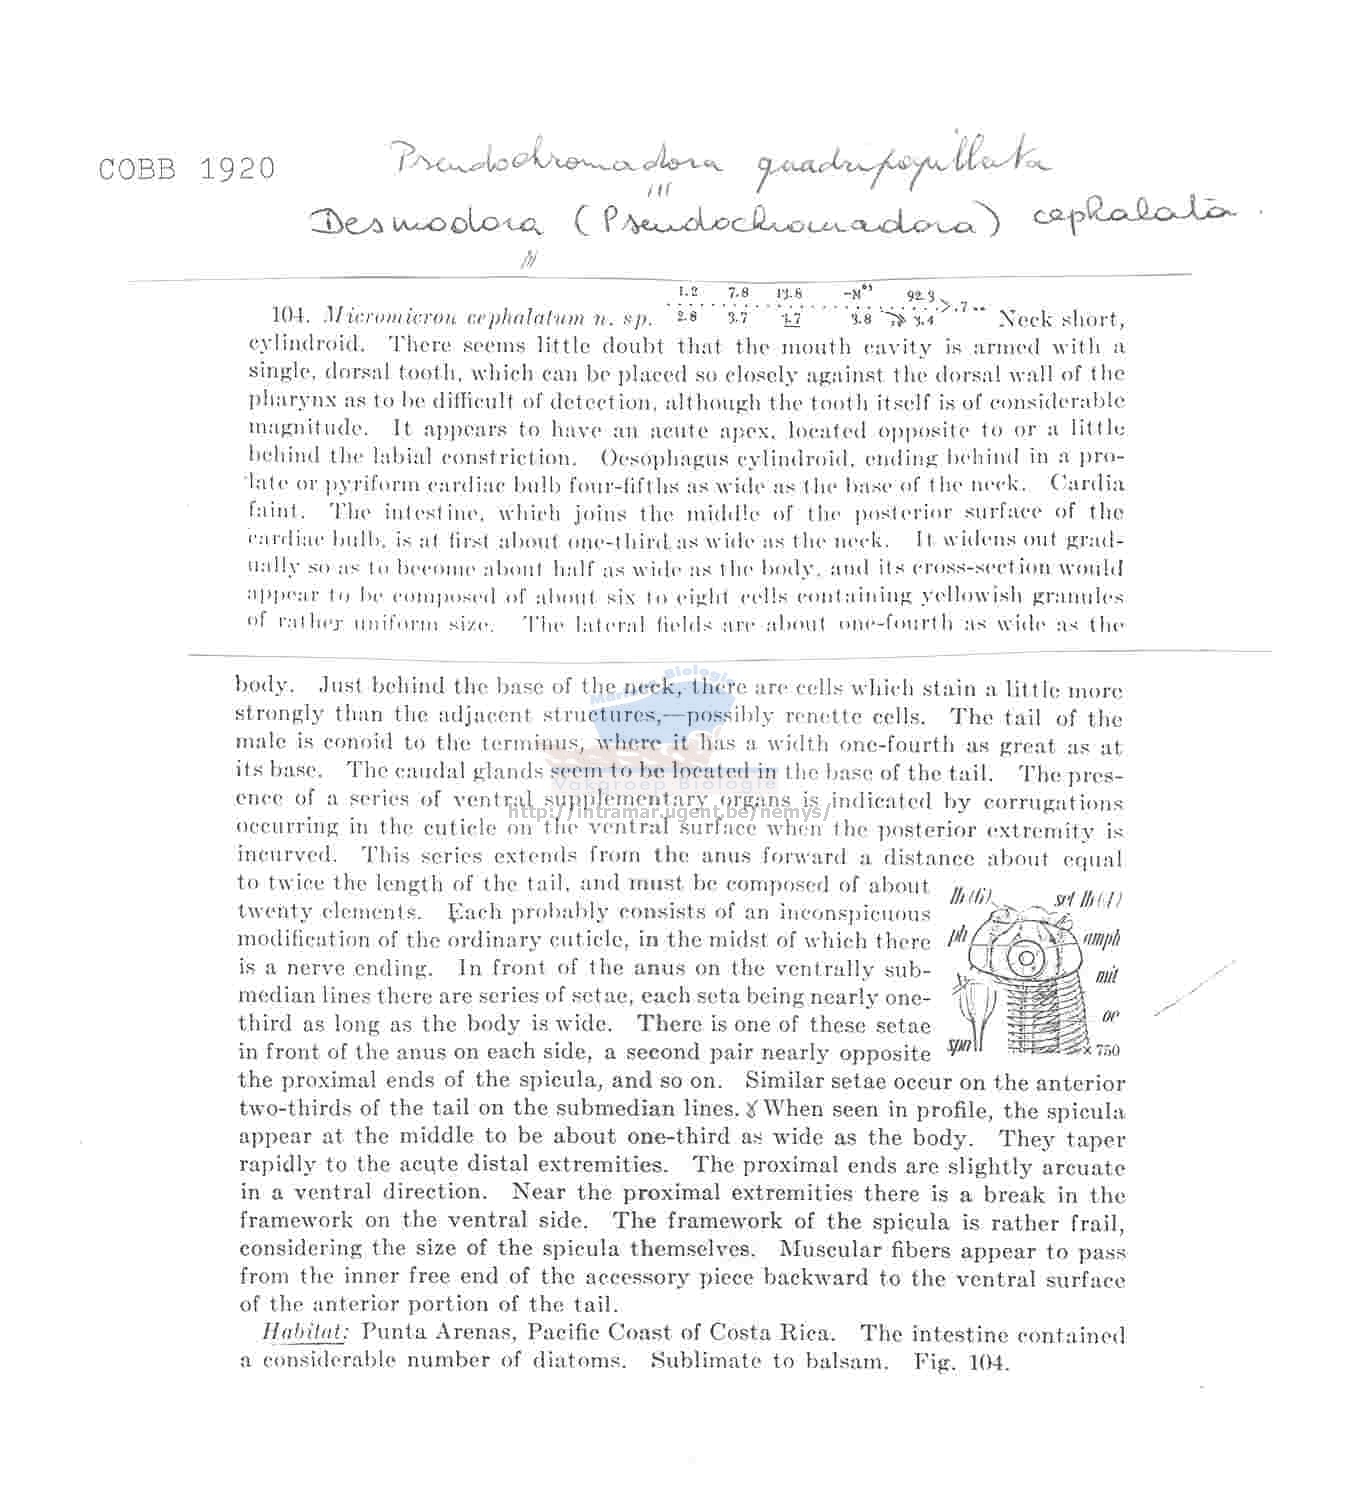 COBB 1920
Pseudochromadora quadripapillata
Desmodora (Pseudochromadora) cephalata.
1.2 7.8 13.8 -M 92.3
104. Micromicron cephalatum n. sp. 2.8 3.7 3.7 3.8 3.4 .7 Neck short,
cylindroid. There seems little doubt that the mouth cavity is armed with a
single, dorsal tooth, which can be placed so closely against the dorsal wall of the
pharynx as to be difficult of detection, although the tooth itself is of considerable
magnitude. It appears to have an acute apex, located opposite to or a little
behind the labial constriction. Oesophagus cylindroid, ending behind in a pro-
late or pyriform cardiac bulb four-fifths as wide as the base of the neck. Cardia
faint. The intestine, which joins the middle of the posterior surface of the
cardiac bulb, is at first about one-third as wide as the neck. It widens out grad-
ually so as to become about half as wide as the body, and its cross-section would
appear to be composed of about six to eight cells containing yellowish granules
of rather uniform size. The lateral fields are about one-fourth as wide as the
body. Just behind the base of the neck, there are cells which stain a little more
strongly than the adjacent structures,—possibly renette cells. The tail of the
male is conoid to the terminus, where it has a width one-fourth as great as at
its base. The caudal glands seem to be located in the base of the tail. The pres-
ence of a series of ventral supplementary organs is indicated by corrugations
occurring in the cuticle on the ventral surface when the posterior extremity is
incurved. This series extends from the anus forward a distance about equal
to twice the length of the tail, and must be composed of about
twenty elements. Each probably consists of an inconspicuous
modification of the ordinary cuticle, in the midst of which there
is a nerve ending. In front of the anus on the ventrally sub-
median lines there are series of setae, each seta being nearly one-
third as long as the body is wide. There is one of these setae
in front of the anus on each side, a second pair nearly opposite
the proximal ends of the spicula, and so on. Similar setae occur on the anterior
two-thirds of the tail on the submedian lines. When seen in profile, the spicula
appear at the middle to be about one-third as wide as the body. They taper
rapidly to the acute distal extremities. The proximal ends are slightly arcuate
in a ventral direction. Near the proximal extremities there is a break in the
framework on the ventral side. The framework of the spicula is rather frail,
considering the size of the spicula themselves. Muscular fibers appear to pass
from the inner free end of the accessory piece backward to the ventral surface
of the anterior portion of the tail.
Habitat: Punta Arenas, Pacific Coast of Costa Rica. The intestine contained
a considerable number of diatoms. Sublimate to balsam. Fig. 104.
lb (6)
set lb (4)
ph
amph
nit
oe
spn
× 750
Marine Biologie
Vakgroep Biologie
http://intramar.ugent.be/nemys/